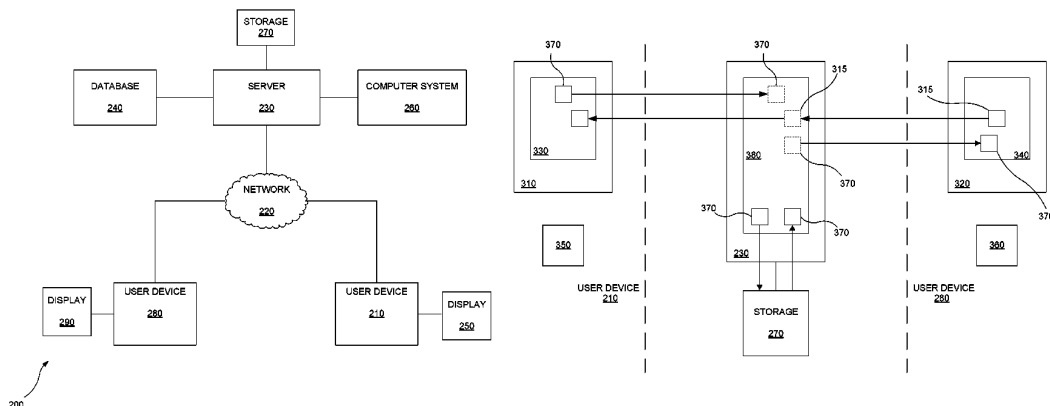 STORAGE
270
DATABASE
240
SERVER
230
COMPUTER SYSTEM
260
NETWORK
220
DISPLAY
290
USER DEVICE
280
USER DEVICE
210
DISPLAY
250
200
370
370
315
315
330
310
380
370
340
320
370
370
370
350
230
360
USER DEVICE
210
STORAGE
270
USER DEVICE
280